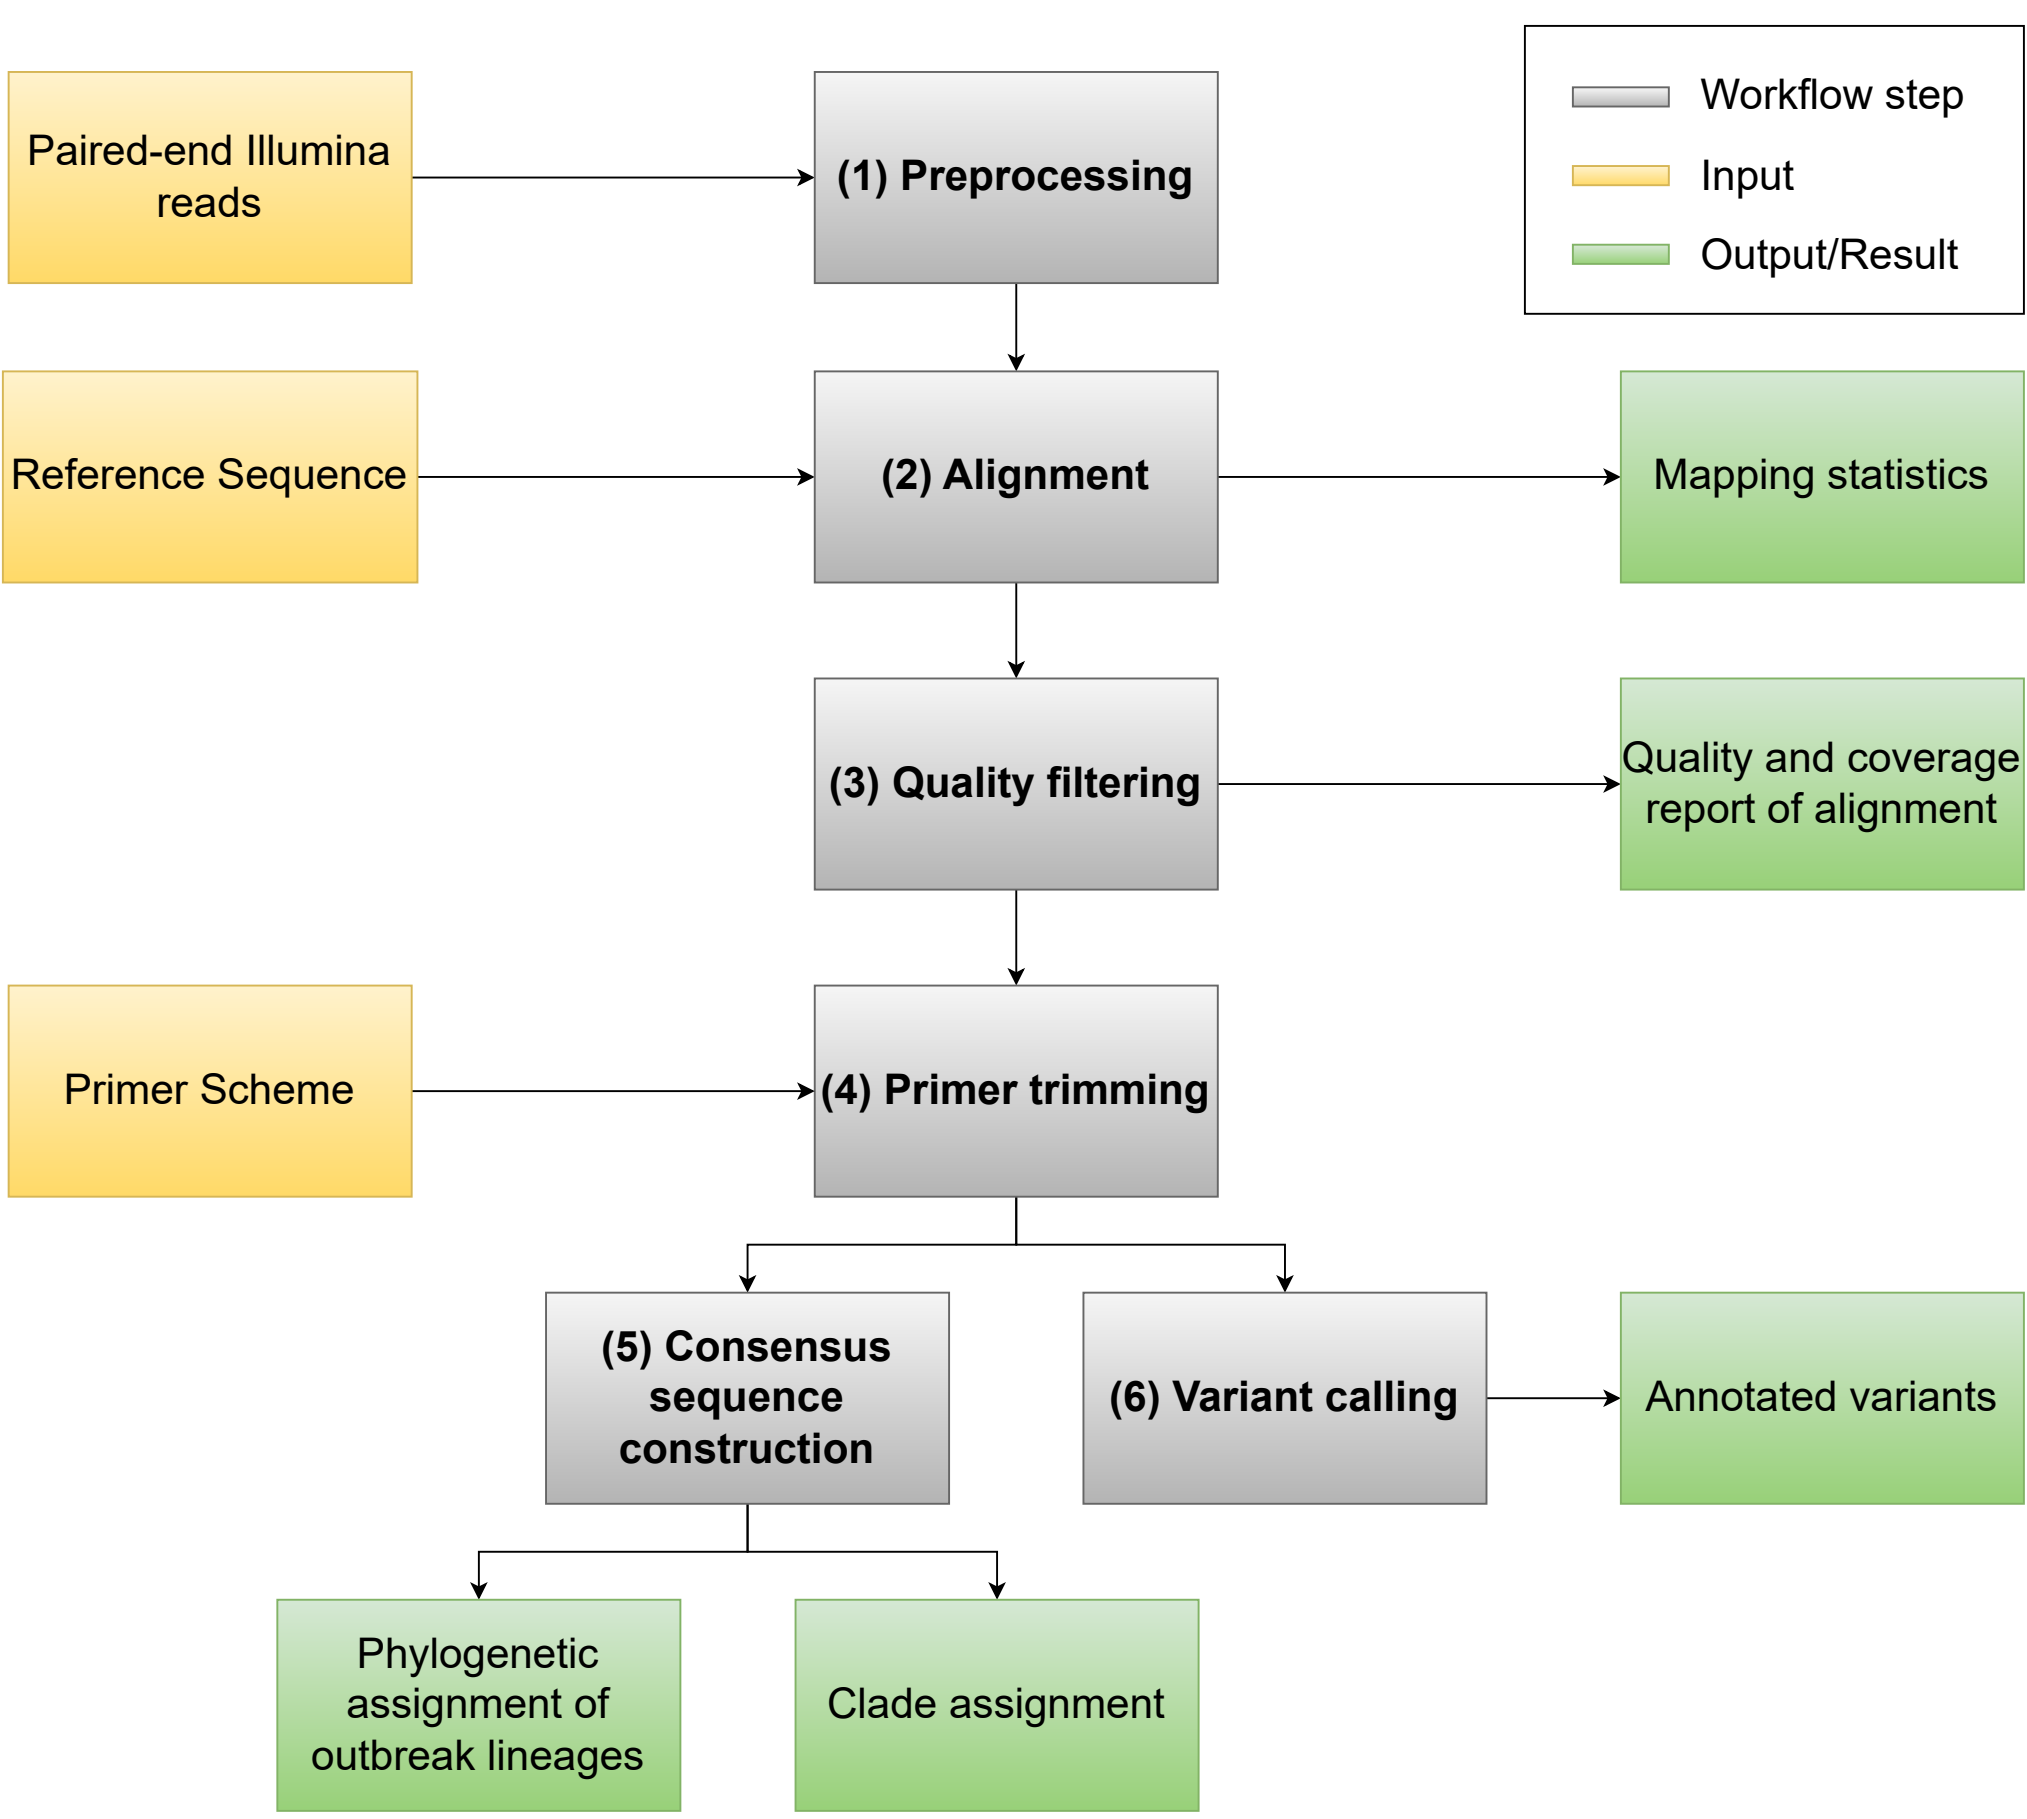 Workflow step
Input
Output/Result
Paired-end Illumina
reads
(1) Preprocessing
Reference Sequence
(2) Alignment
Mapping statistics
(3) Quality filtering
Quality and coverage
report of alignment
Primer Scheme
(4) Primer trimming
(5) Consensus
sequence
construction
(6) Variant calling
Annotated variants
Phylogenetic
assignment of
outbreak lineages
Clade assignment